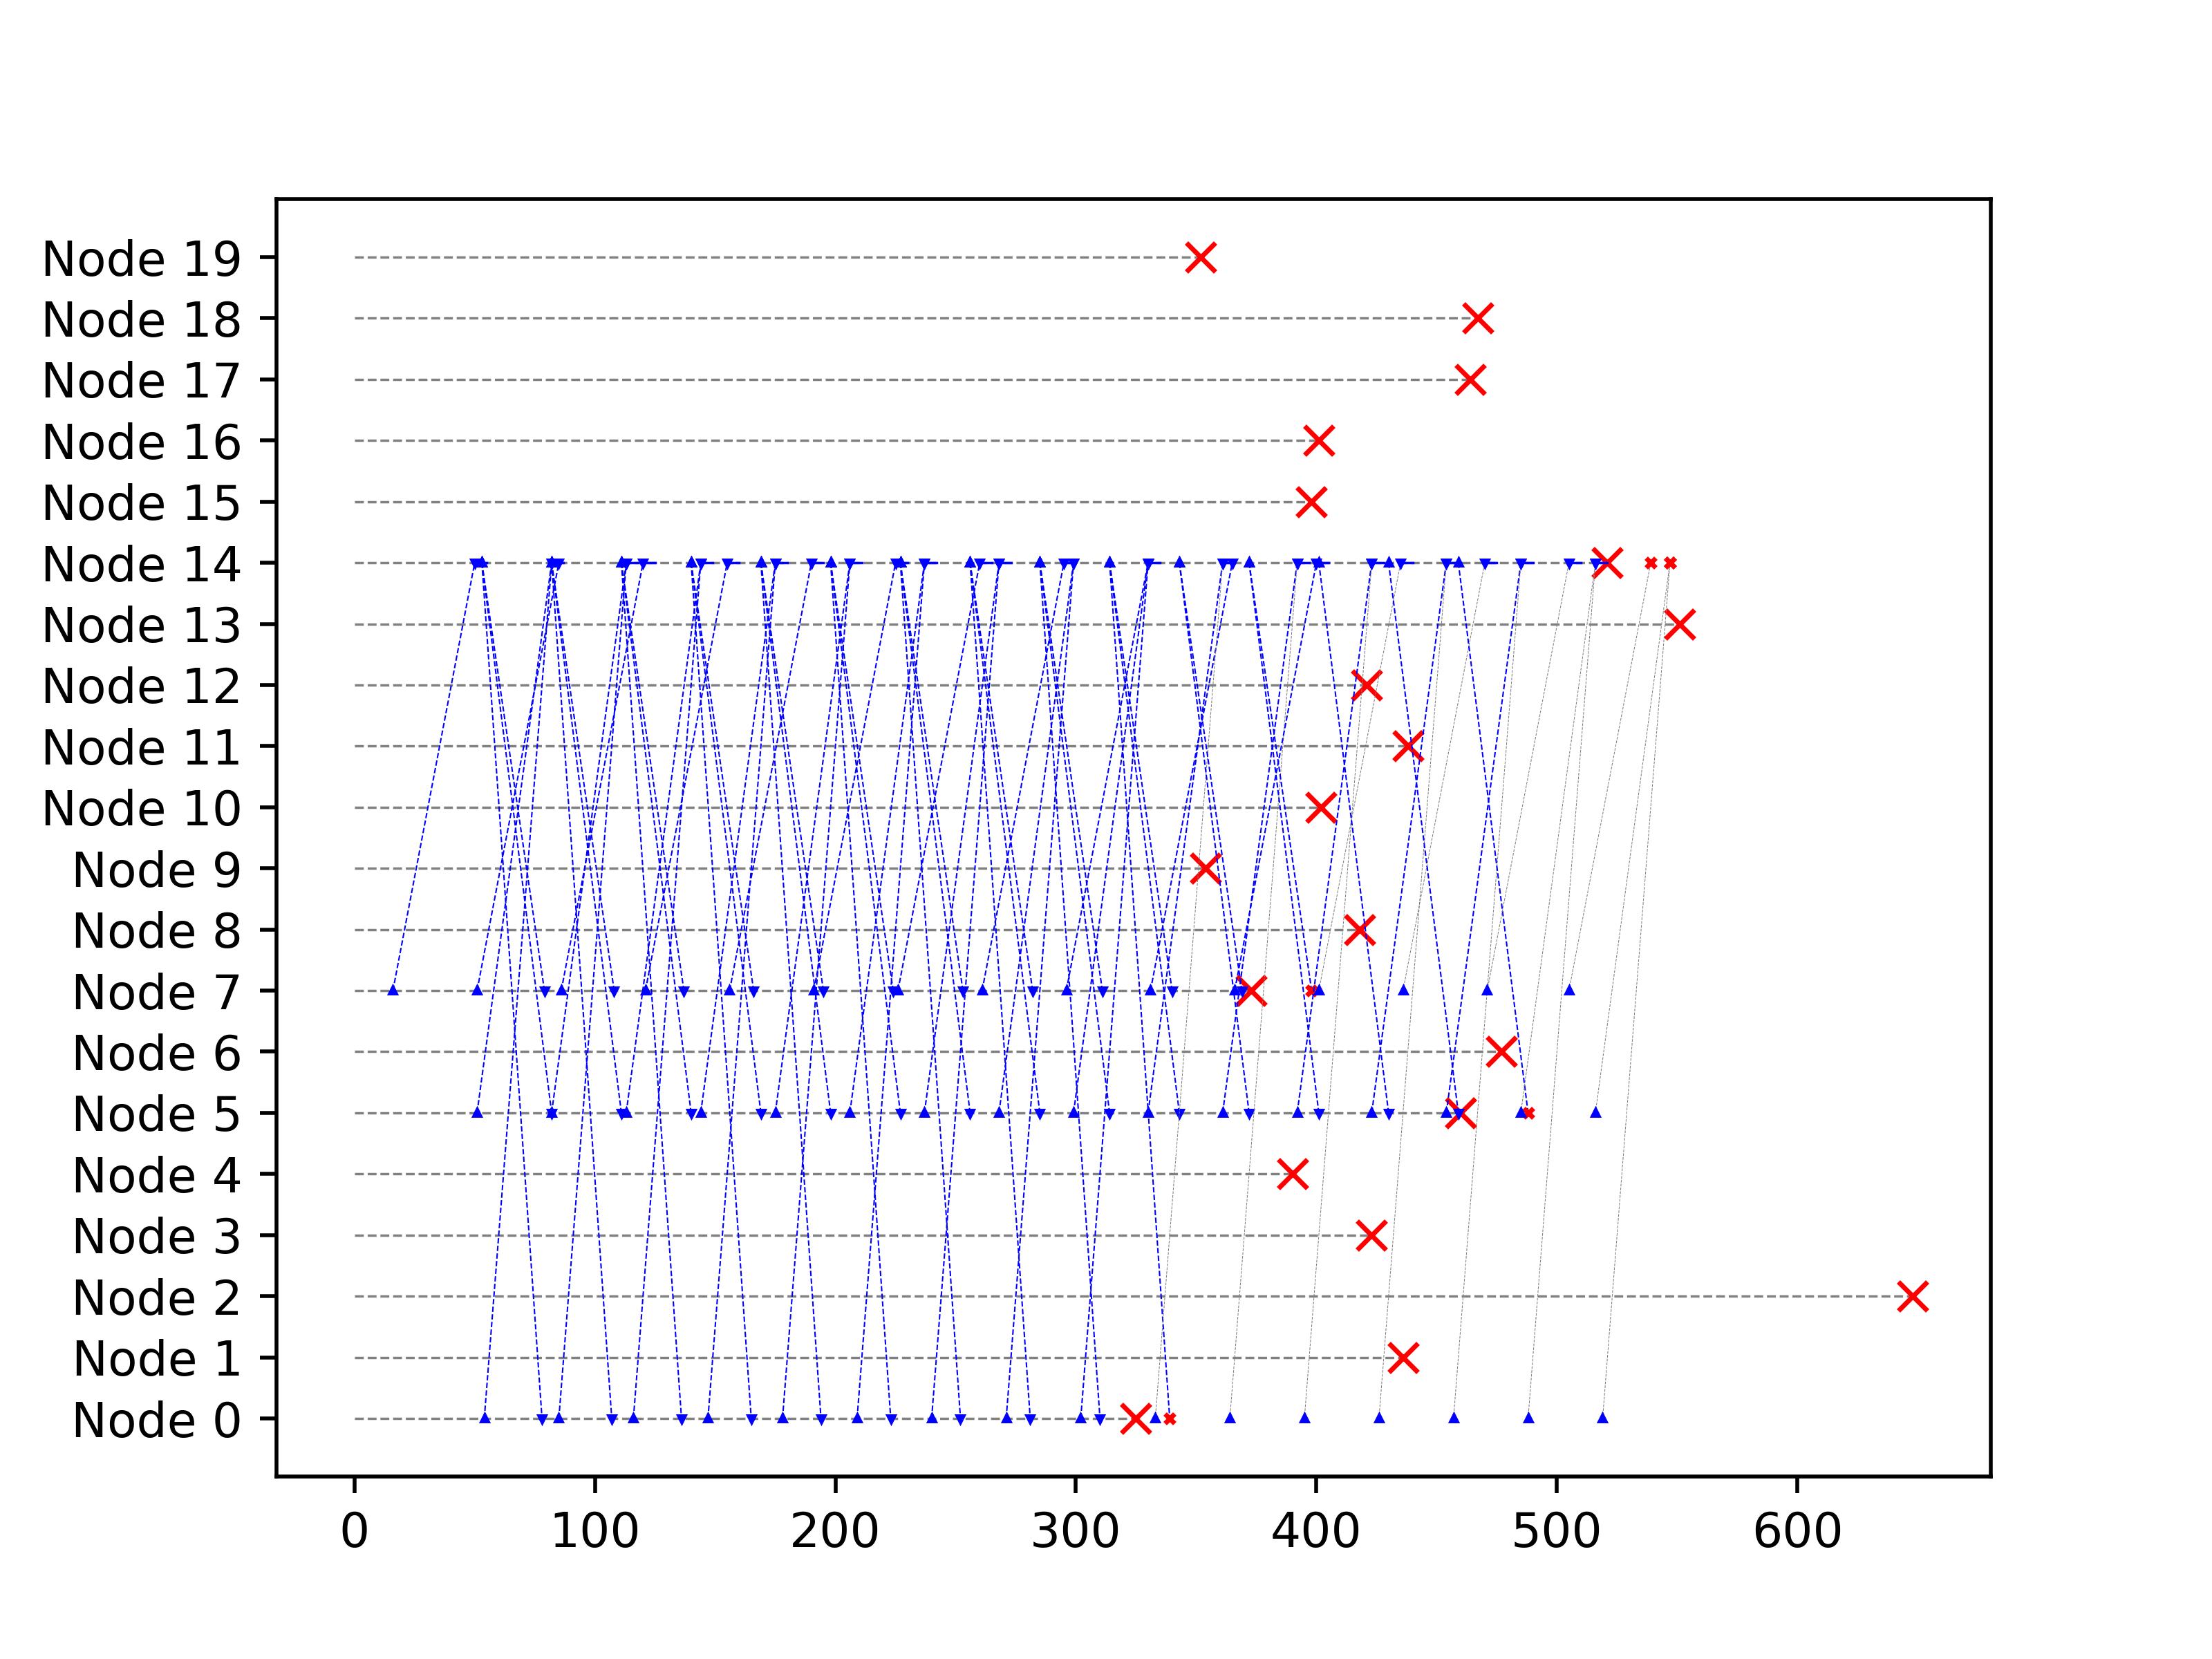 Node 19
Node 18
Node 17
Node 16
Node 15
Node 14
Node 13
Node 12
Node 11
Node 10
Node 9
Node 8
Node 7
Node 6
Node 5
Node 4
Node 3
Node 2
Node 1
Node 0
0 100 200 300 400 500 600